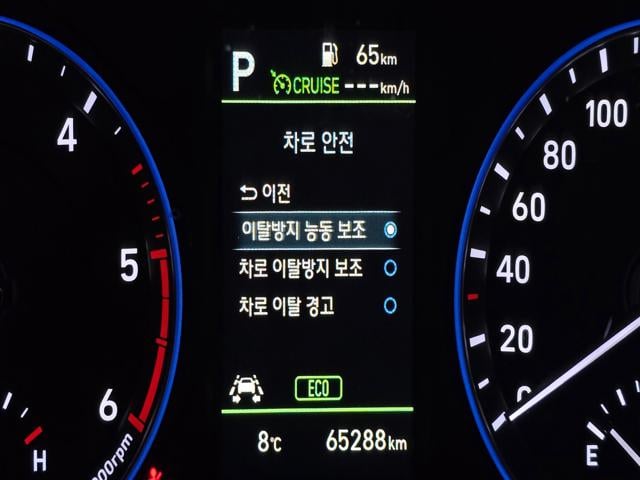 P 65km
CRUISE ---km/h
차로 안전
이전
이탈방지 능동 보조
차로 이탈방지 보조
차로 이탈 경고
ECO
8℃ 65288km
4
5
6
H
100
80
60
40
20
0
E